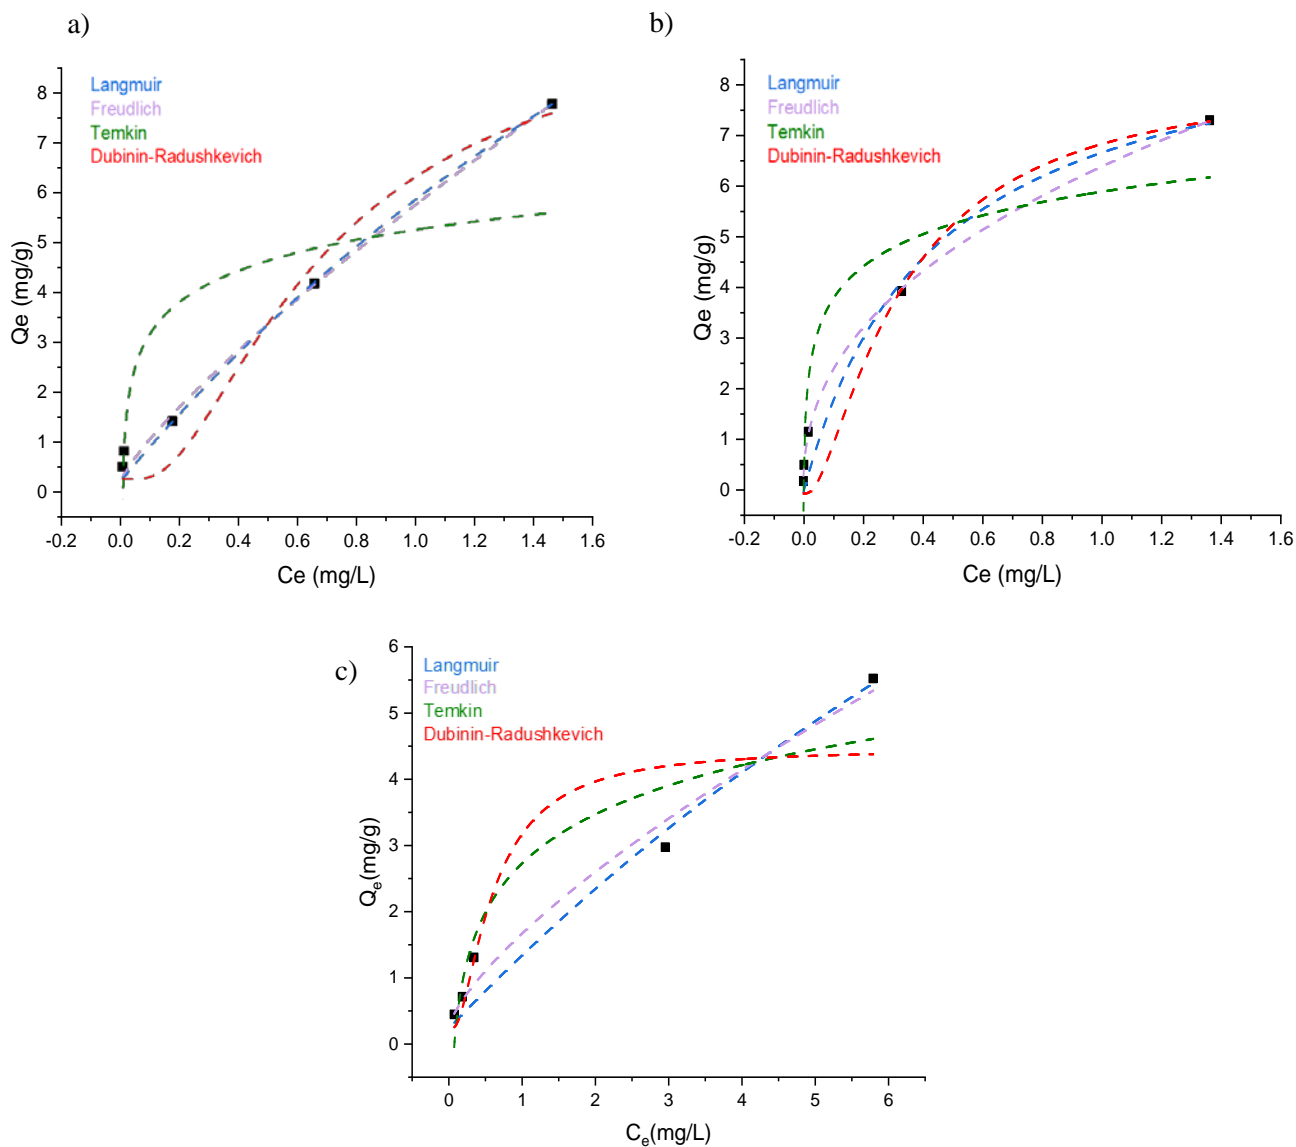 a)
Langmuir
Freudlich
Temkin
Dubinin-Radushkevich
8
7
6
5
4
3
2
1
0
Qe (mg/g)
-0.2 0.0 0.2 0.4 0.6 0.8 1.0 1.2 1.4 1.6
Ce (mg/L)
b)
Langmuir
Freudlich
Temkin
Dubinin-Radushkevich
8
7
6
5
4
3
2
1
0
Qe (mg/g)
-0.2 0.0 0.2 0.4 0.6 0.8 1.0 1.2 1.4 1.6
Ce (mg/L)
c)
Langmuir
Freudlich
Temkin
Dubinin-Radushkevich
6
5
4
3
2
1
0
Qe(mg/g)
0 1 2 3 4 5 6
Ce(mg/L)